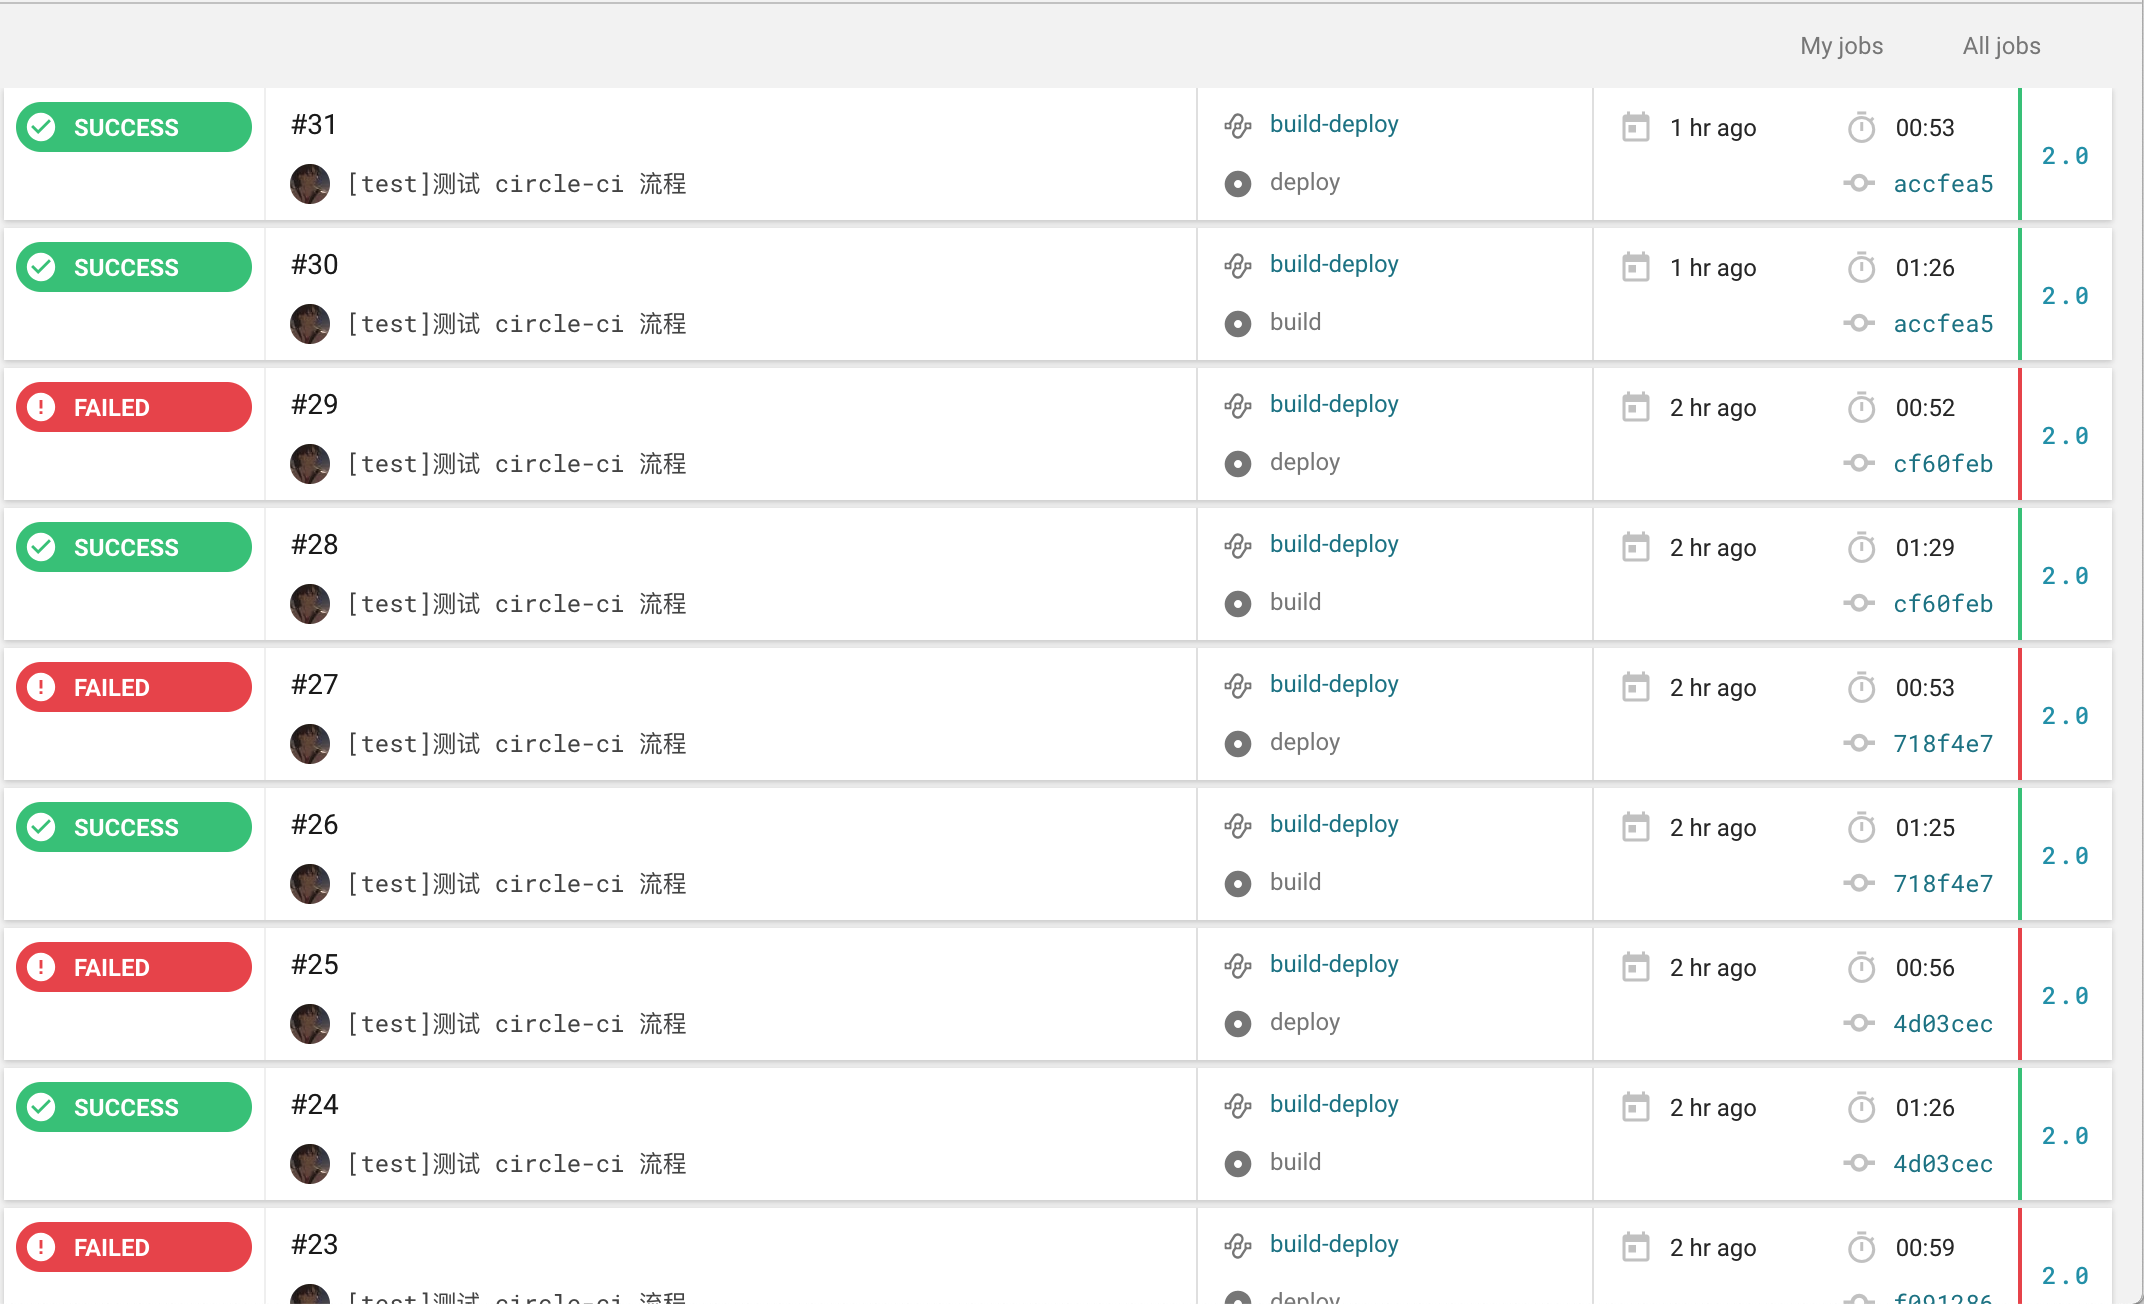 My jobs All jobs
SUCCESS #31 build-deploy 1 hr ago 00:53
[test]测试 circle-ci 流程 deploy accfea5 2.0
SUCCESS #30 build-deploy 1 hr ago 01:26
[test]测试 circle-ci 流程 build accfea5 2.0
FAILED #29 build-deploy 2 hr ago 00:52
[test]测试 circle-ci 流程 deploy cf60feb 2.0
SUCCESS #28 build-deploy 2 hr ago 01:29
[test]测试 circle-ci 流程 build cf60feb 2.0
FAILED #27 build-deploy 2 hr ago 00:53
[test]测试 circle-ci 流程 deploy 718f4e7 2.0
SUCCESS #26 build-deploy 2 hr ago 01:25
[test]测试 circle-ci 流程 build 718f4e7 2.0
FAILED #25 build-deploy 2 hr ago 00:56
[test]测试 circle-ci 流程 deploy 4d03cec 2.0
SUCCESS #24 build-deploy 2 hr ago 01:26
[test]测试 circle-ci 流程 build 4d03cec 2.0
FAILED #23 build-deploy 2 hr ago 00:59
[test]测试 circle-ci 流程 deploy f091286 2.0